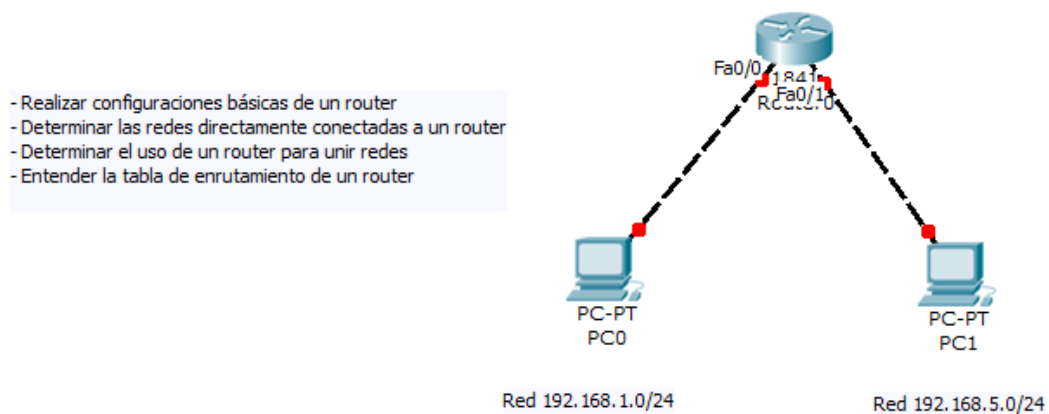 - Realizar configuraciones básicas de un router
- Determinar las redes directamente conectadas a un router
- Determinar el uso de un router para unir redes
- Entender la tabla de enrutamiento de un router
Fa0/0
1841
Fa0/1
Router0
PC-PT
PC0
PC-PT
PC1
Red 192.168.1.0/24
Red 192.168.5.0/24